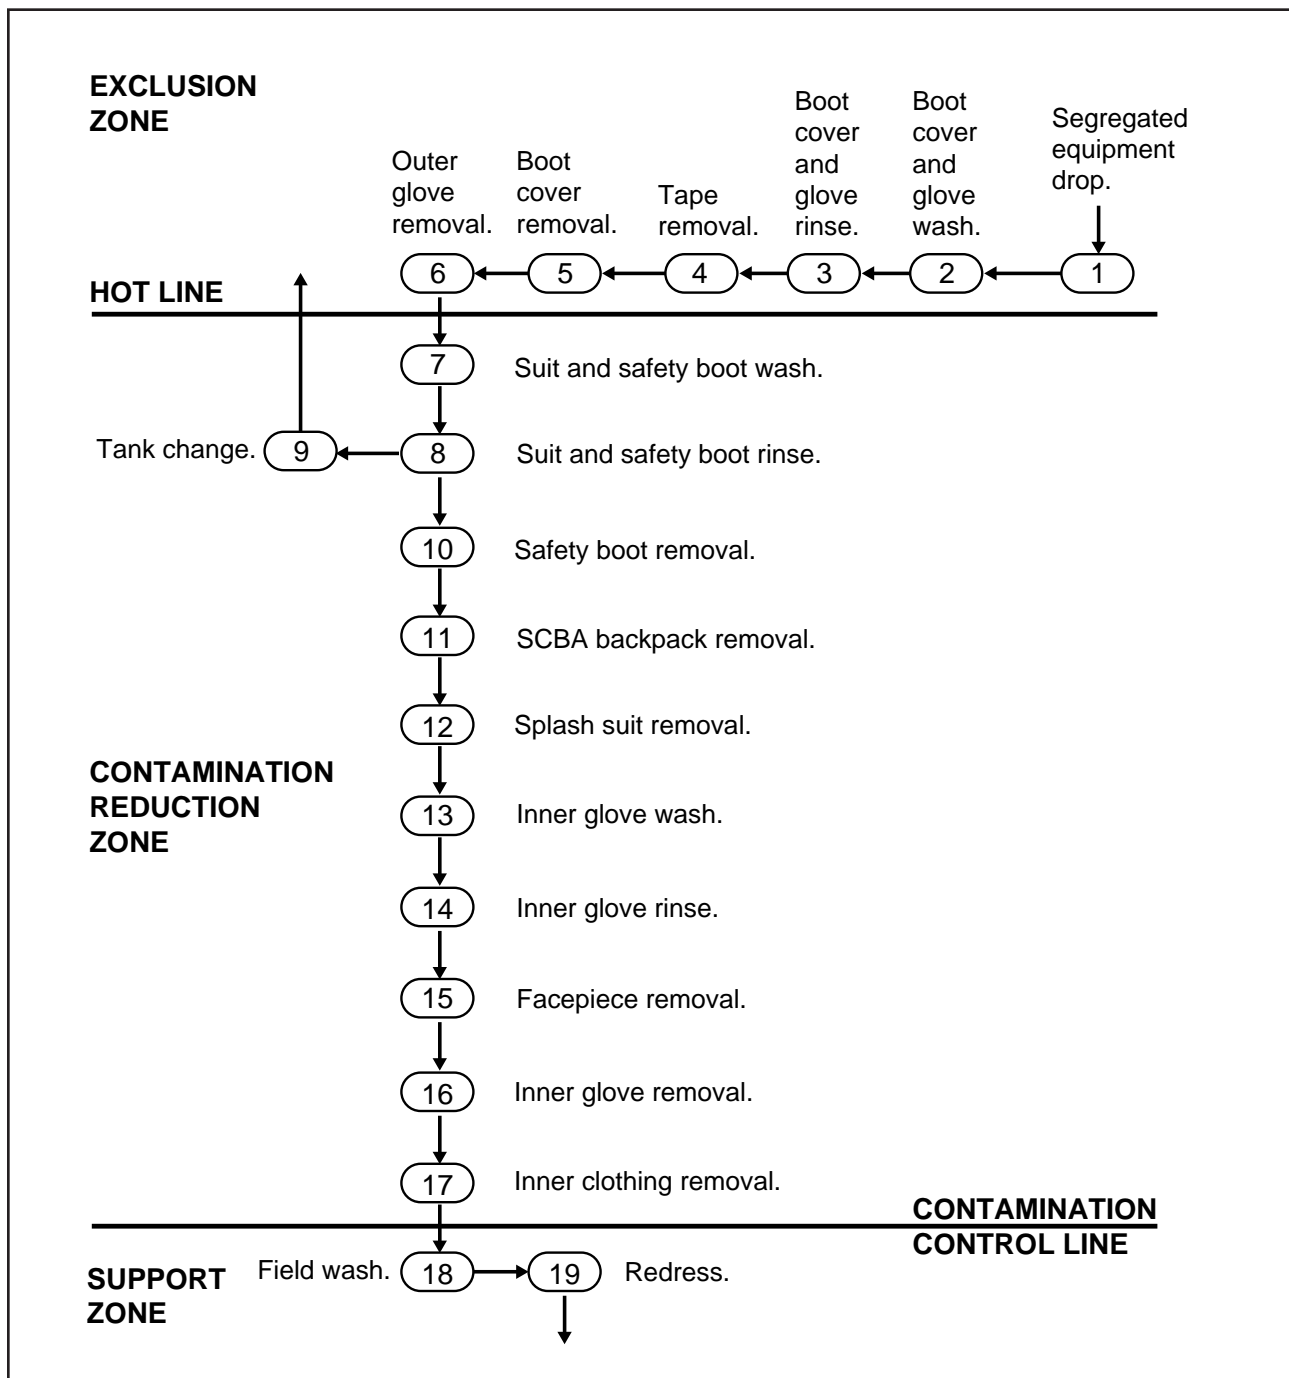 EXCLUSION
ZONE
Outer
glove
removal.
Boot
cover
removal.
Tape
removal.
Boot
cover
and
glove
rinse.
Boot
cover
and
glove
wash.
Segregated
equipment
drop.
6
5
4
3
2
1
HOT LINE
7
Suit and safety boot wash.
Tank change.
9
8
Suit and safety boot rinse.
10
Safety boot removal.
11
SCBA backpack removal.
12
Splash suit removal.
CONTAMINATION
REDUCTION
ZONE
13
Inner glove wash.
14
Inner glove rinse.
15
Facepiece removal.
16
Inner glove removal.
17
Inner clothing removal.
CONTAMINATION
CONTROL LINE
SUPPORT
ZONE
Field wash.
18
19
Redress.